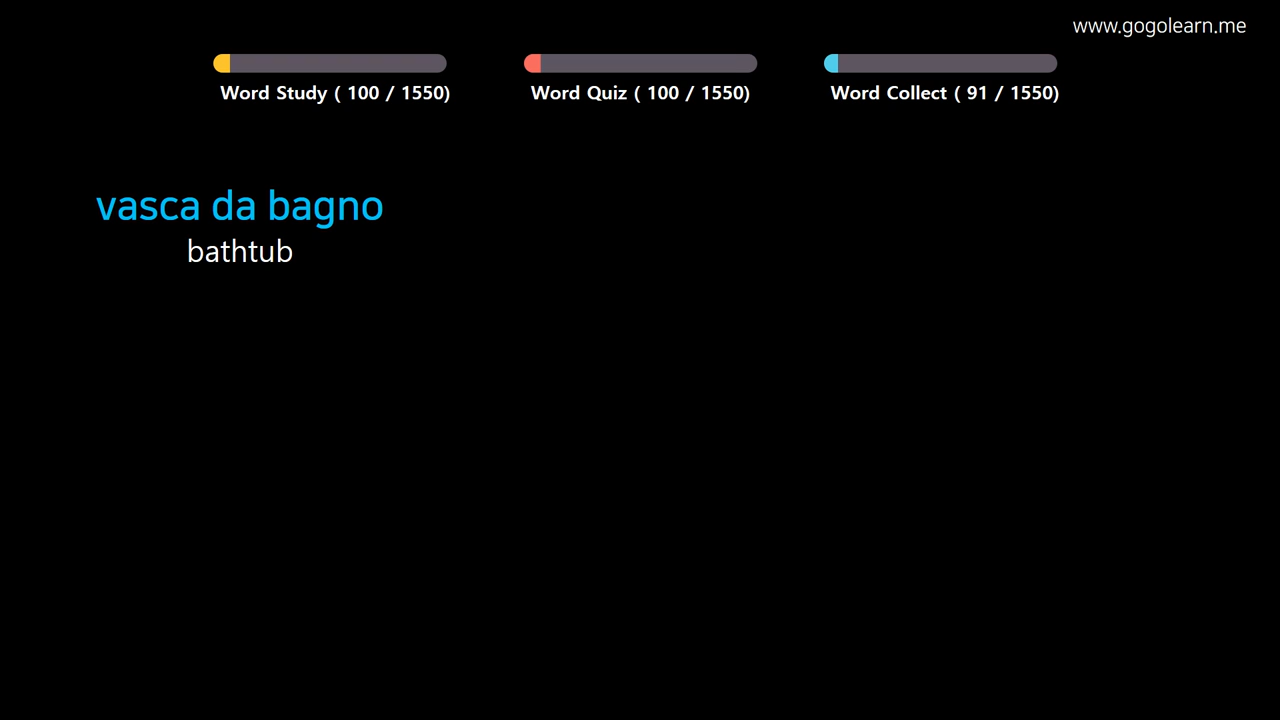 www.gogolearn.me
Word Study ( 100 / 1550)
Word Quiz ( 100 / 1550)
Word Collect ( 91 / 1550)
vasca da bagno
bathtub